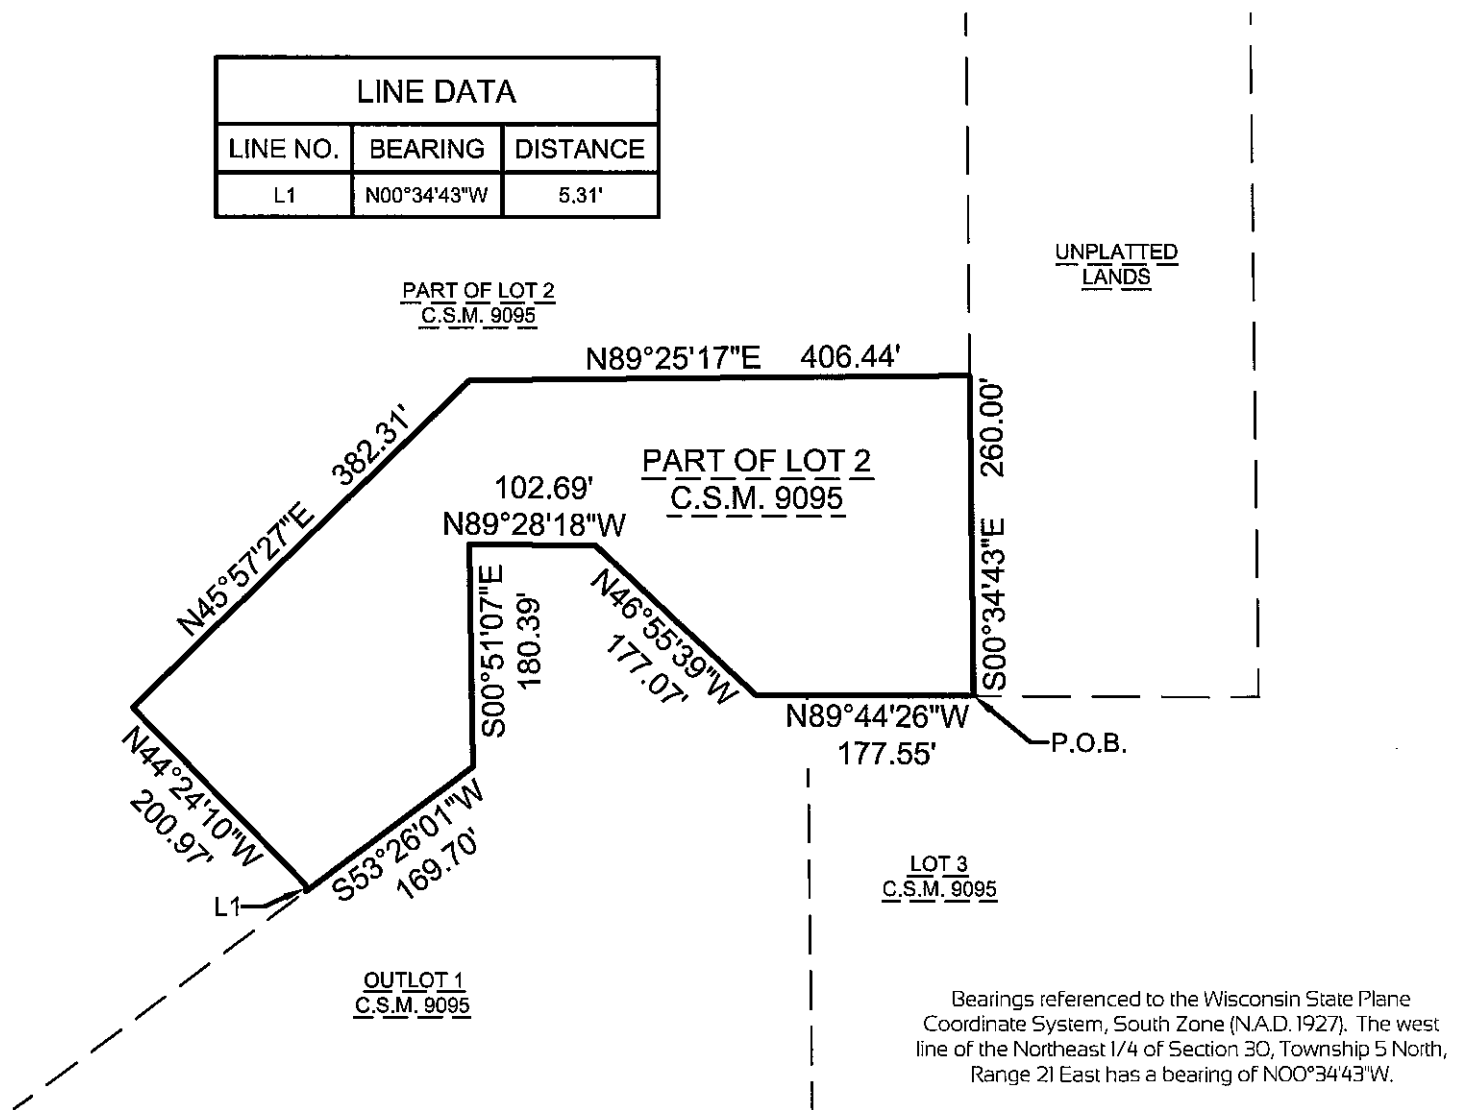 LINE DATA
LINE NO. BEARING DISTANCE
L1 N00°34'43"W 5.31'
UNPLATTED
LANDS
PART OF LOT 2
C.S.M. 9095
N89°25'17"E 406.44'
260.00'
S00°34'43"E
N45°57'27"E 382.31'
PART OF LOT 2
C.S.M. 9095
102.69'
N89°28'18"W
S00°51'07"E
180.39'
N46°55'39"W
177.07'
N89°44'26"W
177.55'
P.O.B.
N44°24'10"W
200.97'
S53°26'01"W
169.70'
L1
LOT 3
C.S.M. 9095
OUTLOT 1
C.S.M. 9095
Bearings referenced to the Wisconsin State Plane
Coordinate System, South Zone (N.A.D. 1927). The west
line of the Northeast 1/4 of Section 30, Township 5 North,
Range 21 East has a bearing of N00°34'43"W.